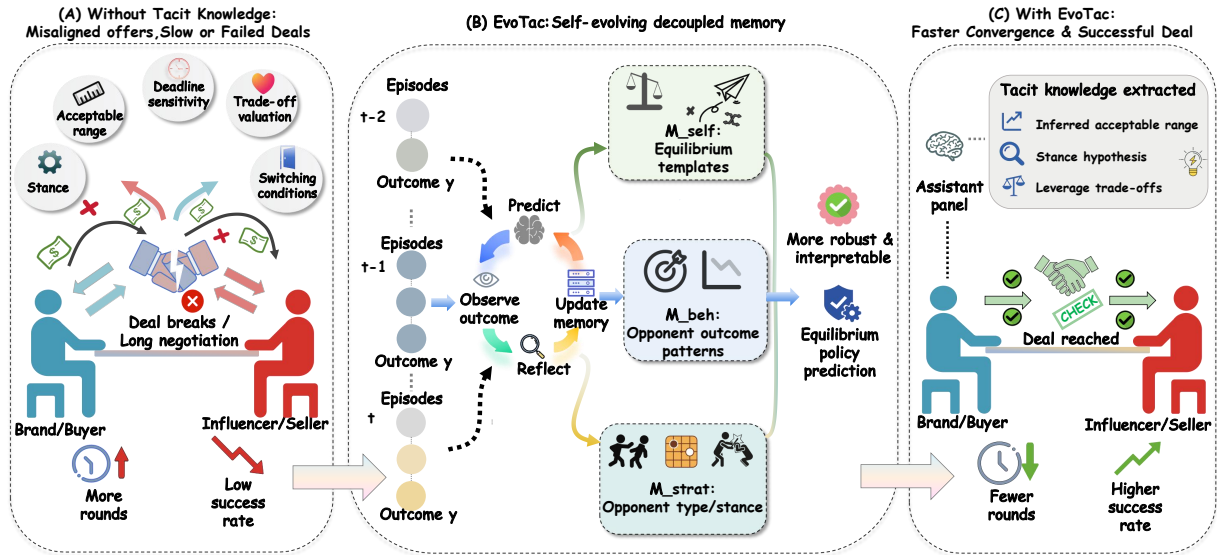 (A) Without Tacit Knowledge:
Misaligned offers,Slow or Failed Deals
Deadline
sensitivity
Acceptable
range
Trade-off
valuation
Stance
Switching
conditions
Deal breaks /
Long negotiation
Brand/Buyer
Influencer/Seller
More
rounds
Low
success
rate
(B) EvoTac: Self-evolving decoupled memory
Episodes
t-2
Outcome y
Episodes
t-1
Outcome y
Episodes
t
Outcome y
Predict
Observe
outcome
Update
memory
Reflect
M_self:
Equilibrium
templates
M_beh:
Opponent outcome
patterns
M_strat:
Opponent type/stance
More robust &
interpretable
Equilibrium
policy
prediction
(C) With EvoTac:
Faster Convergence & Successful Deal
Tacit knowledge extracted
Inferred acceptable range
Stance hypothesis
Leverage trade-offs
Assistant
panel
CHECK
Deal reached
Brand/Buyer
Influencer/Seller
Fewer
rounds
Higher
success
rate